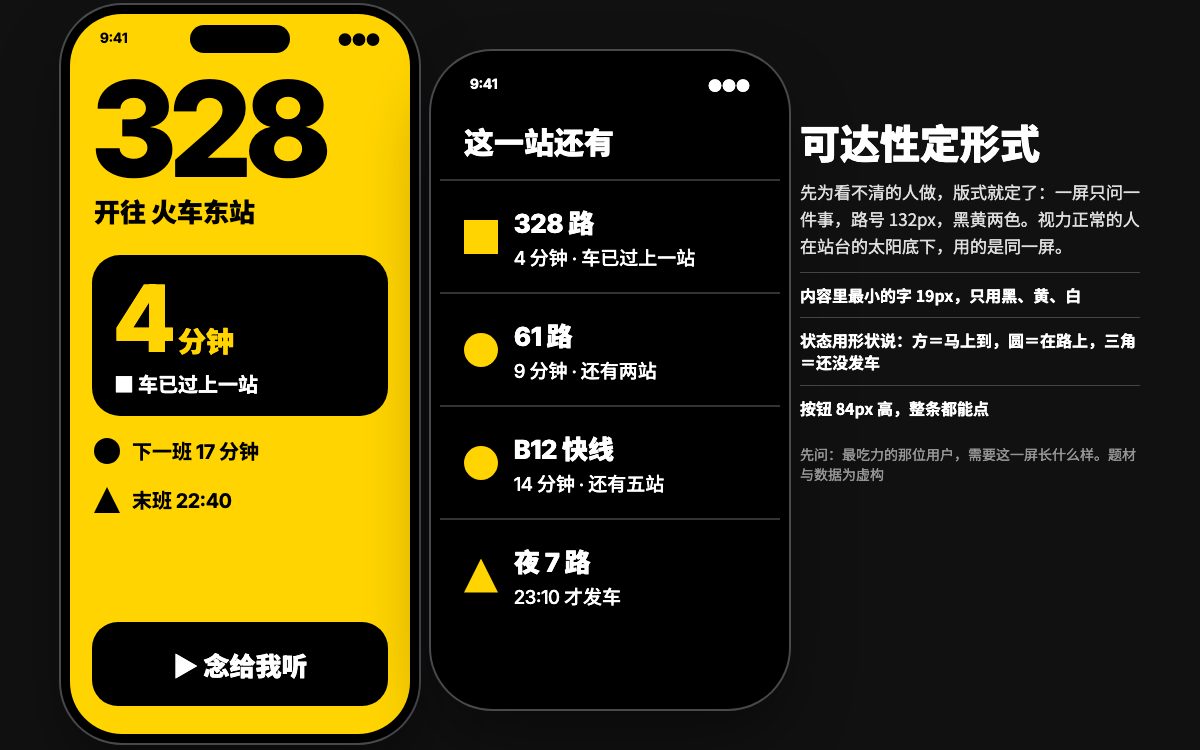 9:41
328
开往 火车东站
4分钟
■ 车已过上一站
下一班 17 分钟
末班 22:40
▶ 念给我听
9:41
这一站还有
328 路
4 分钟 · 车已过上一站
61 路
9 分钟 · 还有两站
B12 快线
14 分钟 · 还有五站
夜 7 路
23:10 才发车
可达性定形式
先为看不清的人做，版式就定了：一屏只问一
件事，路号 132px，黑黄两色。视力正常的人
在站台的太阳底下，用的是同一屏。
内容里最小的字 19px，只用黑、黄、白
状态用形状说：方＝马上到，圆＝在路上，三角
＝还没发车
按钮 84px 高，整条都能点
先问：最吃力的那位用户，需要这一屏长什么样。题材
与数据为虚构